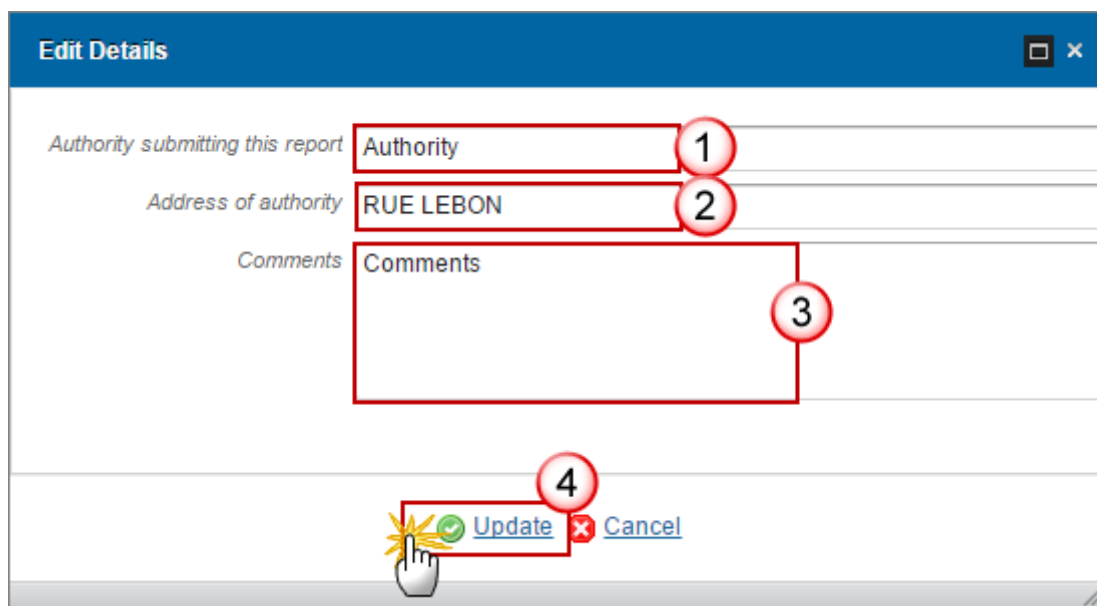 Edit Details
Authority submitting this report Authority 1
Address of authority RUE LEBON 2
Comments Comments
3
4
Update Cancel